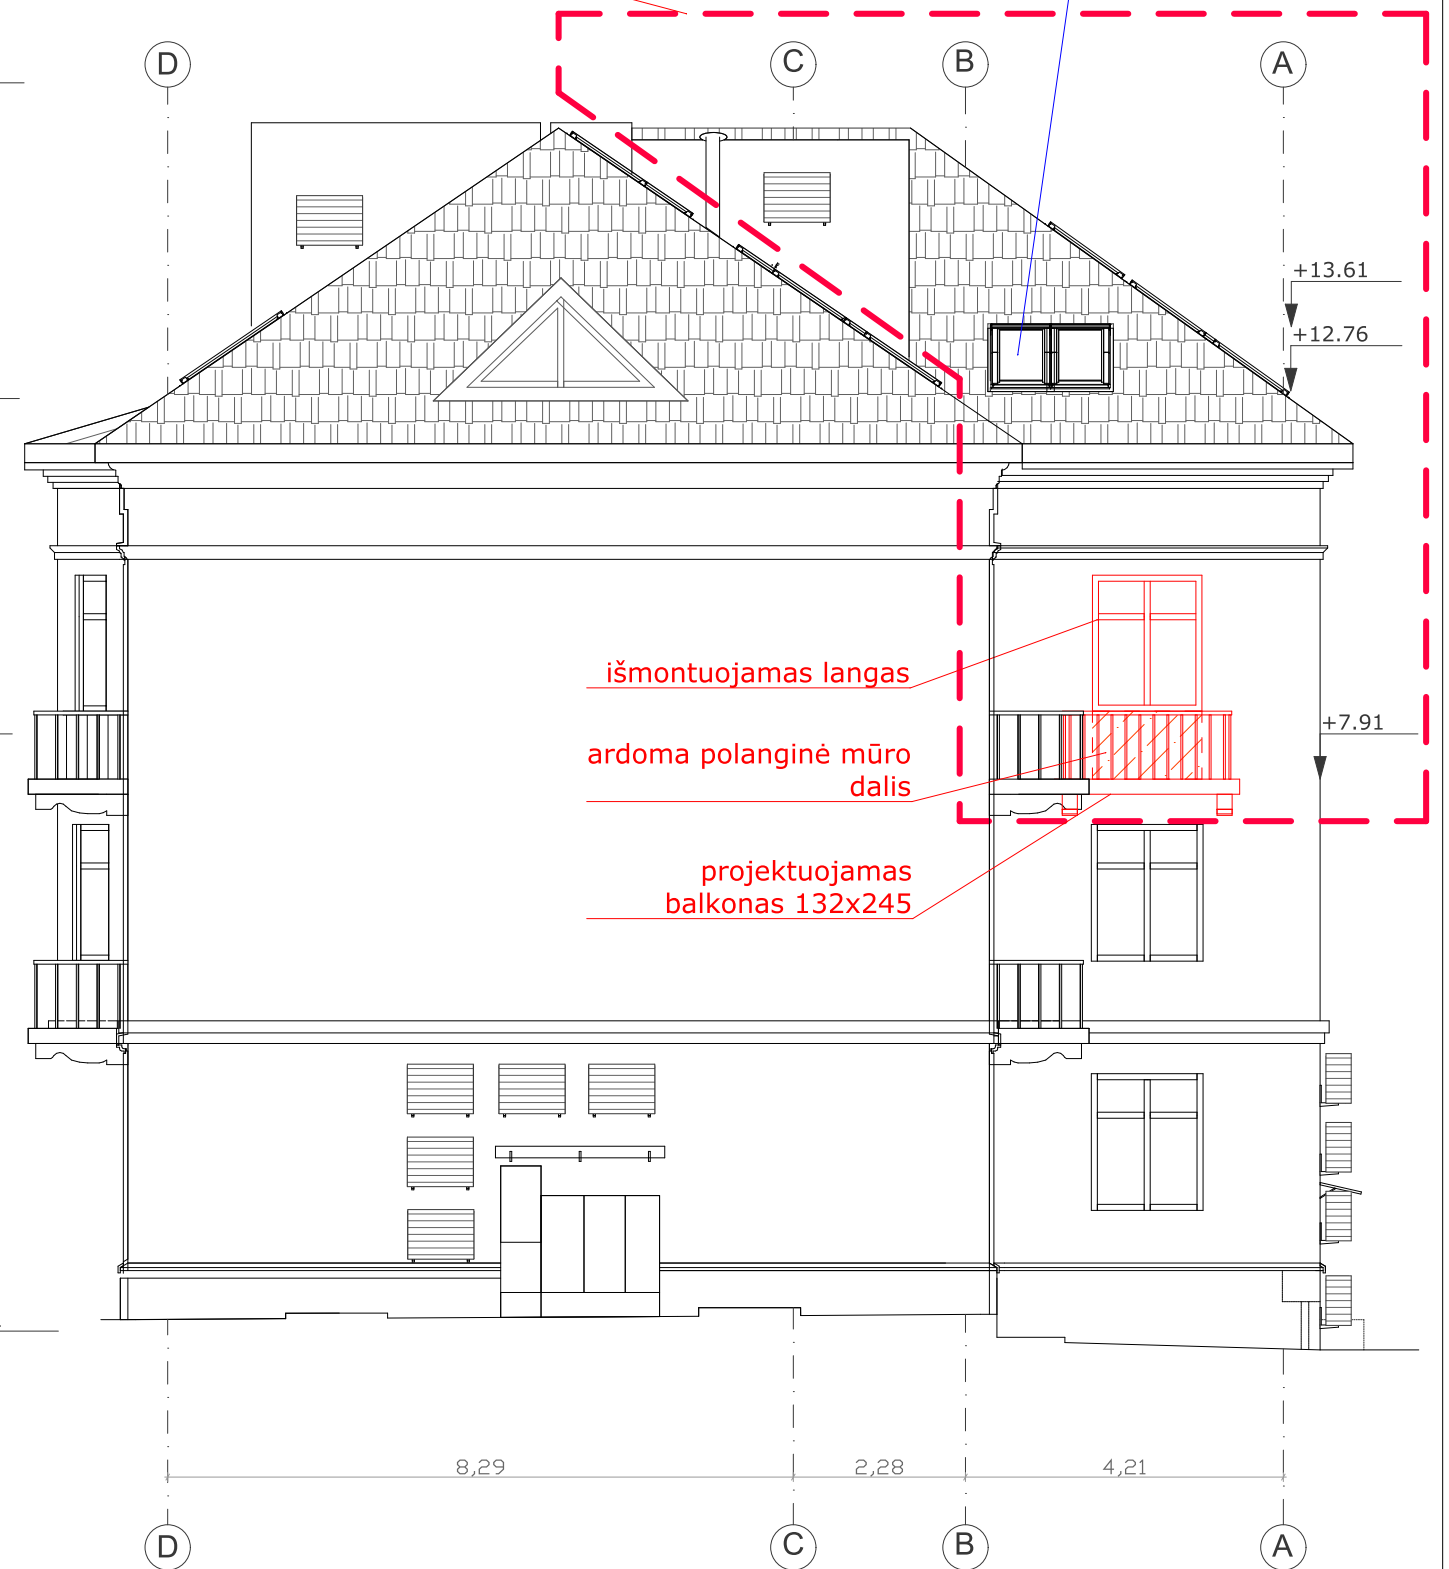 D
C
B
A
+13.61
+12.76
išmontuojamas langas
+7.91
ardoma polanginė mūro
dalis
projektuojamas
balkonas 132x245
8,29
2,28
4,21
D
C
B
A